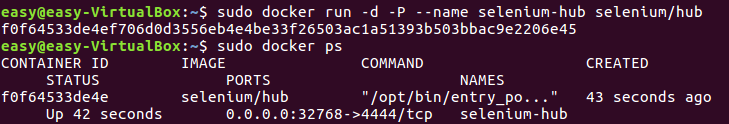 easy@easy-VirtualBox:~$ sudo docker run -d -P --name selenium-hub selenium/hub
f0f64533de4ef706d0d3556eb4e4be33f26503ac1a51393b503bbac9e2206e45
easy@easy-VirtualBox:~$ sudo docker ps
CONTAINER ID IMAGE COMMAND CREATED
STATUS PORTS NAMES
f0f64533de4e selenium/hub "/opt/bin/entry_po..." 43 seconds ago
Up 42 seconds 0.0.0.0:32768->4444/tcp selenium-hub